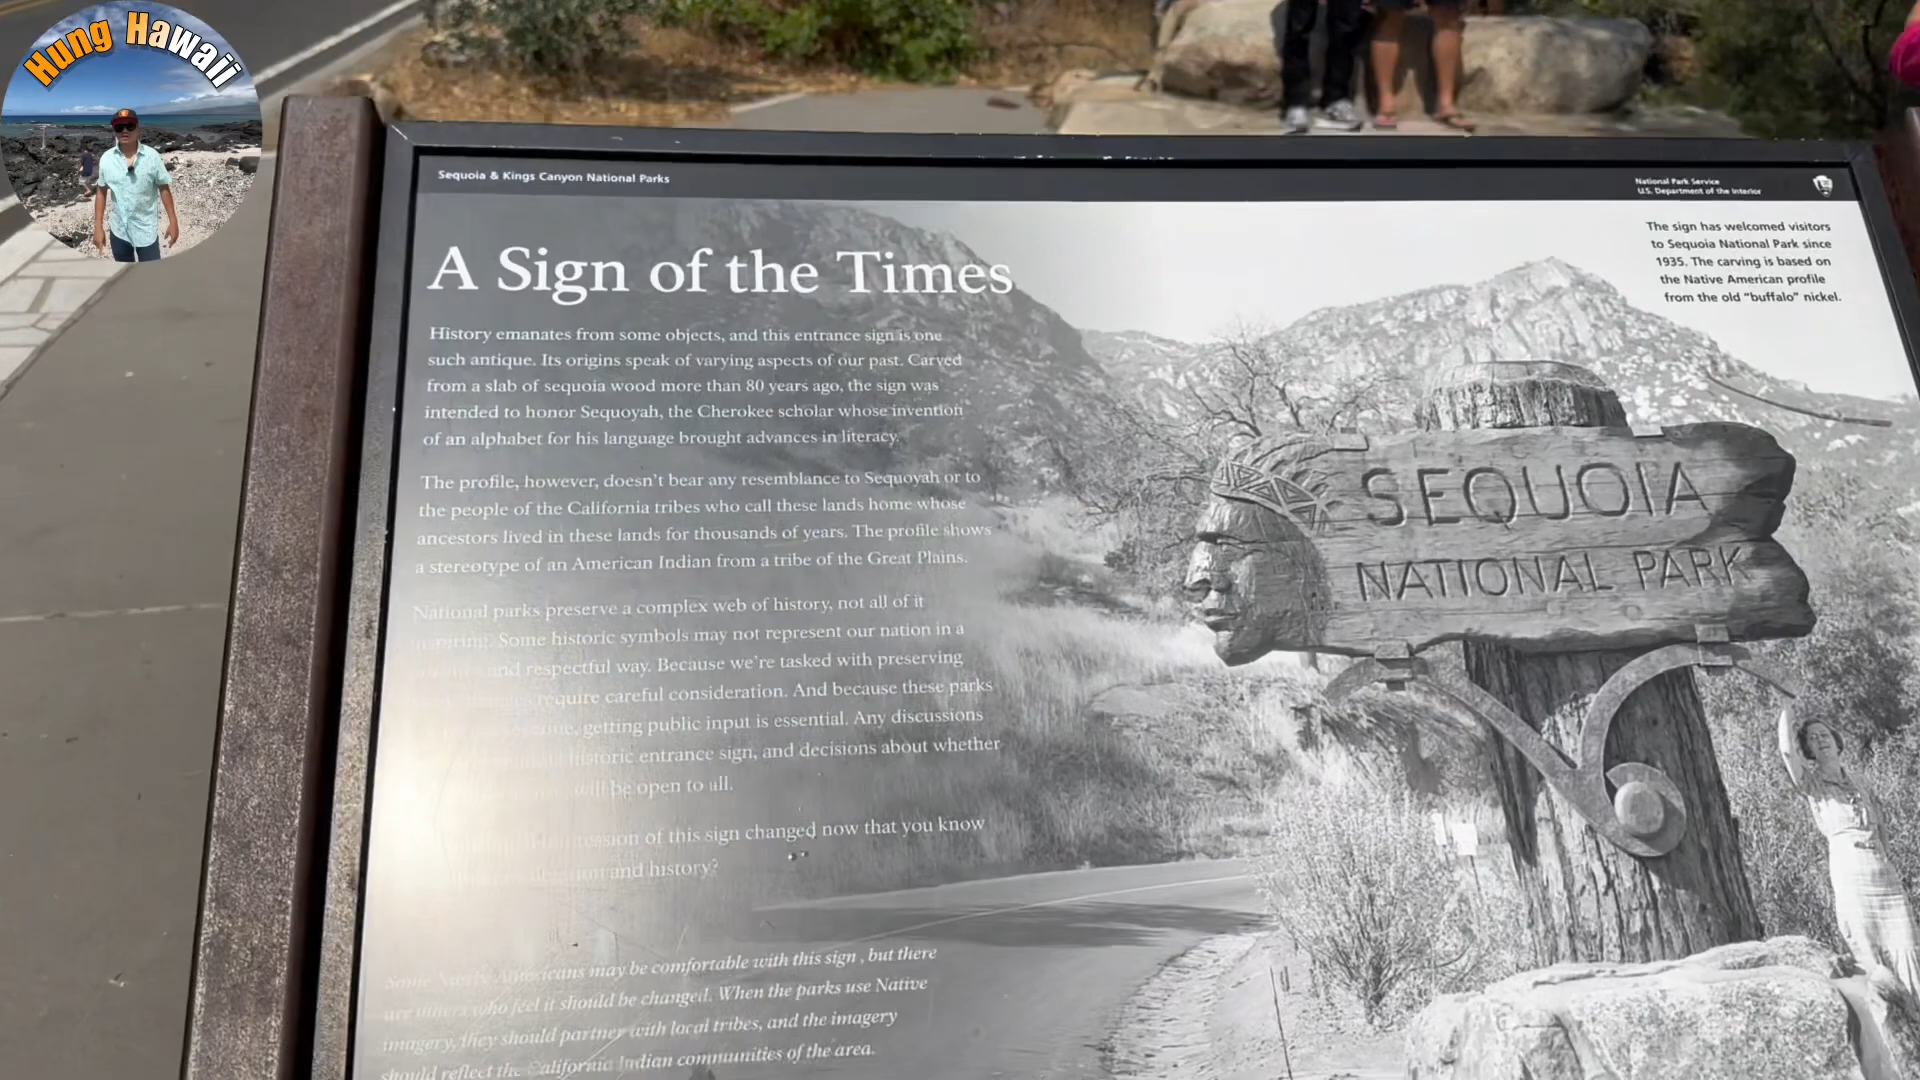 Hung Hawaii
Sequoia & Kings Canyon National Parks
National Park Service
U.S. Department of the Interior
The sign has welcomed visitors
to Sequoia National Park since
1935. The carving is based on
the Native American profile
from the old "buffalo" nickel.
A Sign of the Times
History emanates from some objects, and this entrance sign is one
such antique. Its origins speak of varying aspects of our past. Carved
from a slab of sequoia wood more than 80 years ago, the sign was
intended to honor Sequoyah, the Cherokee scholar whose invention
of an alphabet for his language brought advances in literacy.
The profile, however, doesn't bear any resemblance to Sequoyah or to
the people of the California tribes who call these lands home whose
ancestors lived in these lands for thousands of years. The profile shows
a stereotype of an American Indian from a tribe of the Great Plains.
National parks preserve a complex web of history, not all of it
inspiring. Some historic symbols may not represent our nation in a
and respectful way. Because we're tasked with preserving
require careful consideration. And because these parks
getting public input is essential. Any discussions
historic entrance sign, and decisions about whether
will be open to all.
of this sign changed now that you know
and history?
Some Native Americans may be comfortable with this sign, but there
are others who feel it should be changed. When the parks use Native
imagery, they should partner with local tribes, and the imagery
should reflect the California Indian communities of the area.
SEQUOIA
NATIONAL PARK